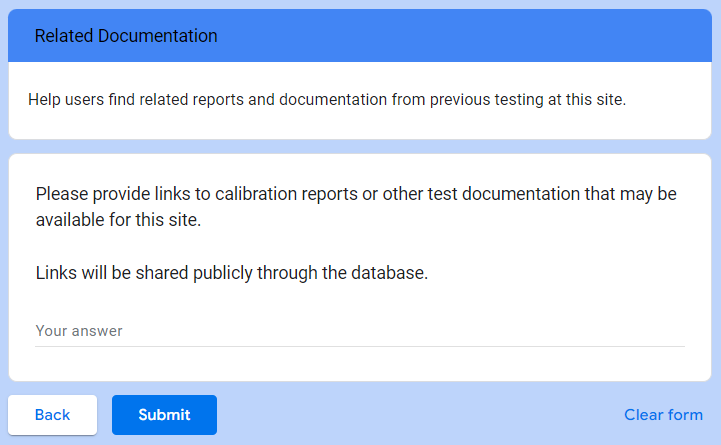 Related Documentation
Help users find related reports and documentation from previous testing at this site.
Please provide links to calibration reports or other test documentation that may be
available for this site.
Links will be shared publicly through the database.
Your answer
Back
Submit
Clear form